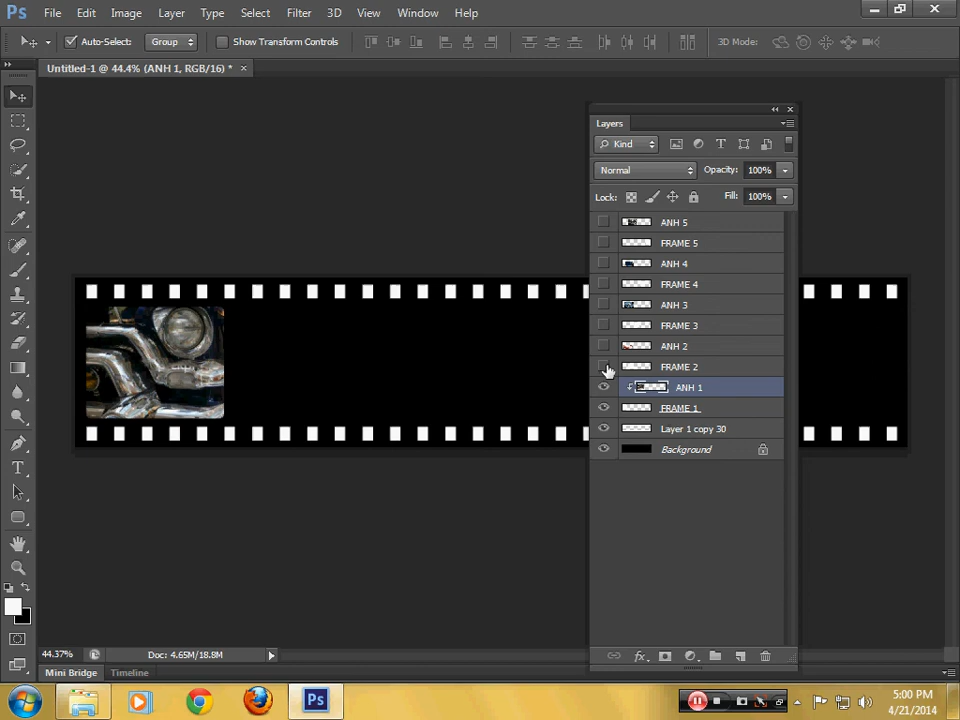 Ps File Edit Image Layer Type Select Filter 3D View Window Help
Auto-Select: Group Show Transform Controls 3D Mode:
Untitled-1 @ 44.4% (ANH 1, RGB/16) * ×
Layers
Kind
Normal Opacity: 100%
Lock: Fill: 100%
ANH 5
FRAME 5
ANH 4
FRAME 4
ANH 3
FRAME 3
ANH 2
FRAME 2
ANH 1
FRAME 1
Layer 1 copy 30
Background
fx
44.37% Doc: 4.65M/18.8M
Mini Bridge Timeline
Ps
5:00 PM
4/21/2014